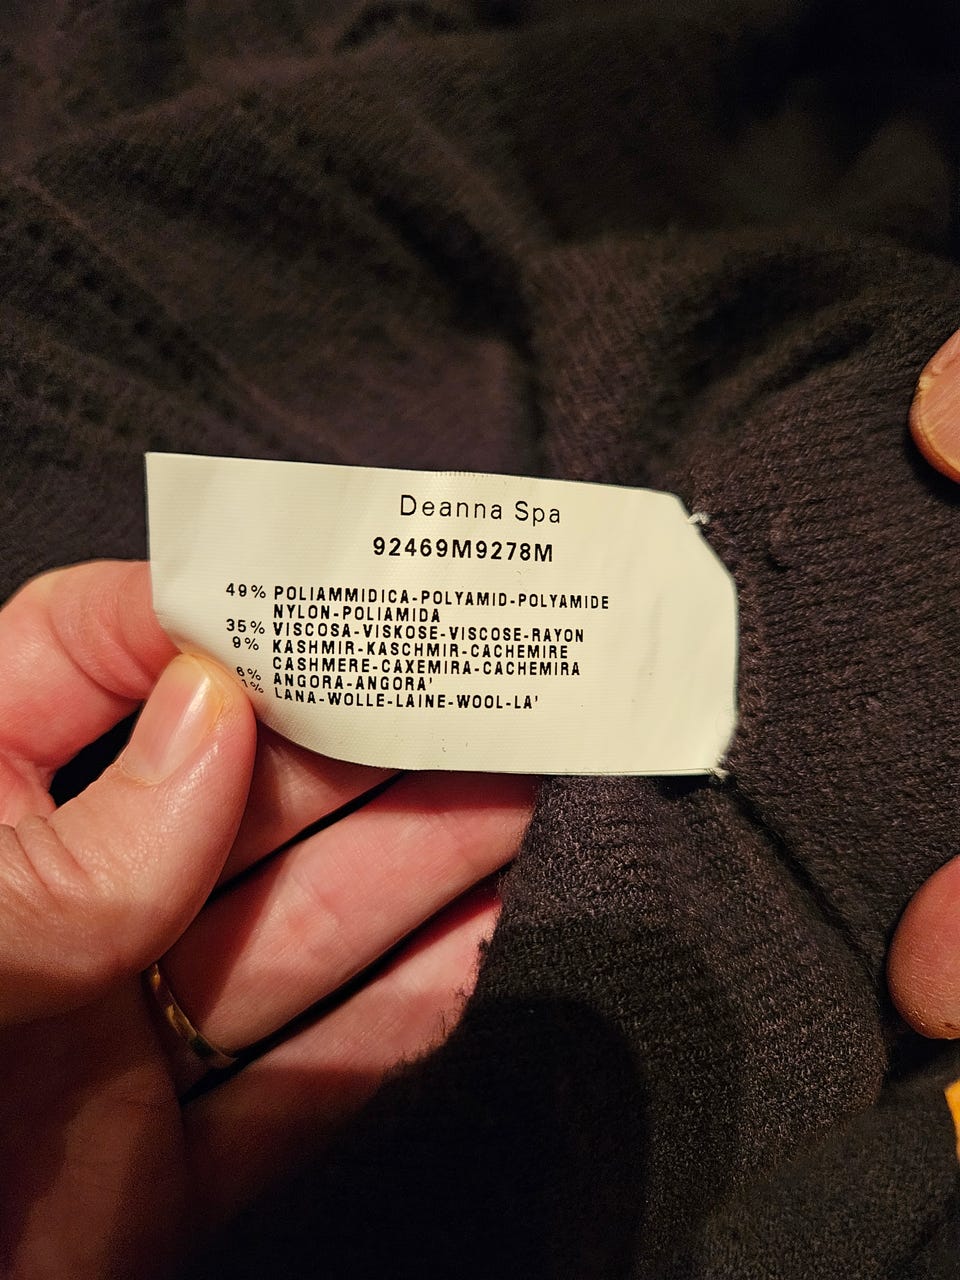 Deanna Spa
92469M9278M
49% POLIAMMIDICA-POLYAMID-POLYAMIDE
NYLON-POLIAMIDA
35% VISCOSA-VISKOSE-VISCOSE-RAYON
9% KASHMIR-KASCHMIR-CACHEMIRE
CASHMERE-CAXEMIRA-CACHEMIRA
6% ANGORA-ANGORA'
1% LANA-WOLLE-LAINE-WOOL-LA'